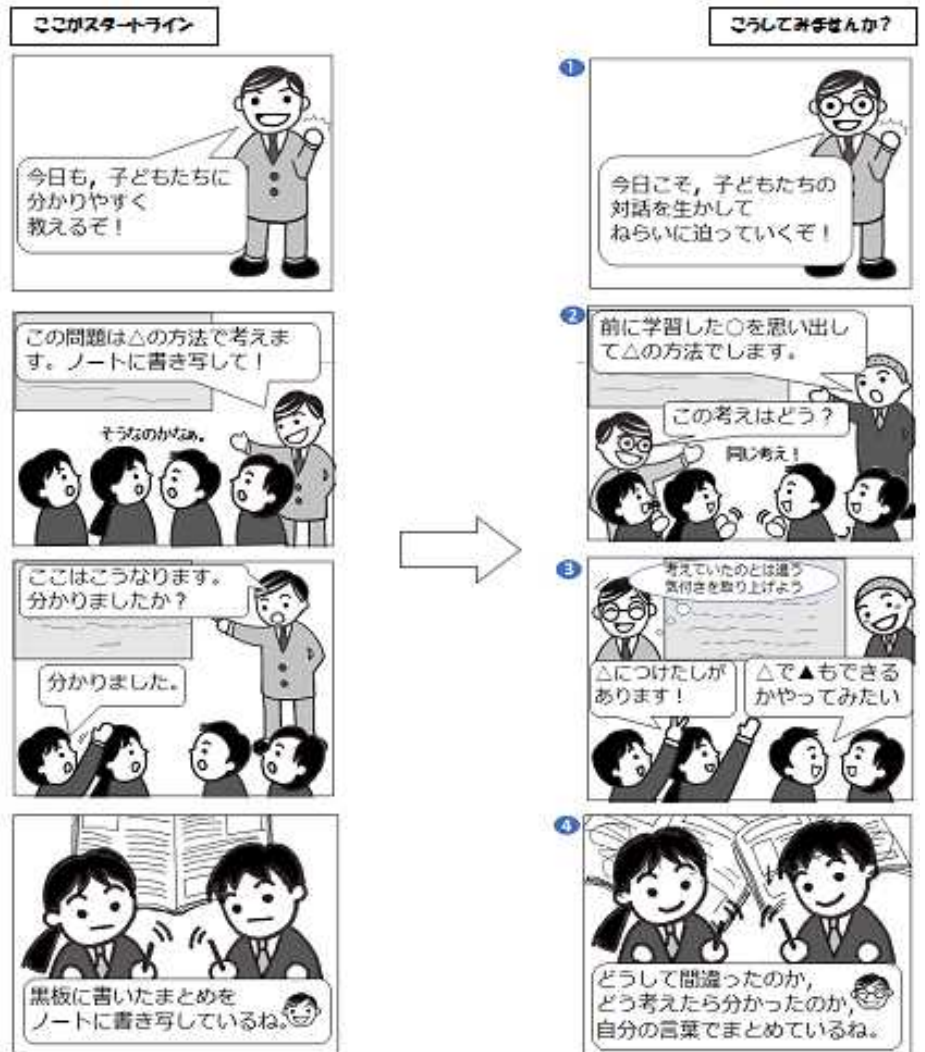 ここがスタートライン
今日も，子どもたちに
分かりやすく
教えるぞ！
この問題は△の方法で考えま
す。ノートに書き写して！
そうなのかなぁ。
ここはこうなります。
分かりましたか？
分かりました。
黒板に書いたまとめを
ノートに書き写しているね。
こうしてみませんか？
1
今日こそ，子どもたちの
対話を生かして
ねらいに迫っていくぞ！
2
前に学習した○を思い出し
て△の方法でします。
この考えはどう？
同じ考え！
3
考えていたのとは違う
気付きを取り上げよう
△につけたしが
あります！
△で▲もできる
かやってみたい
4
どうして間違ったのか，
どう考えたら分かったのか，
自分の言葉でまとめているね。